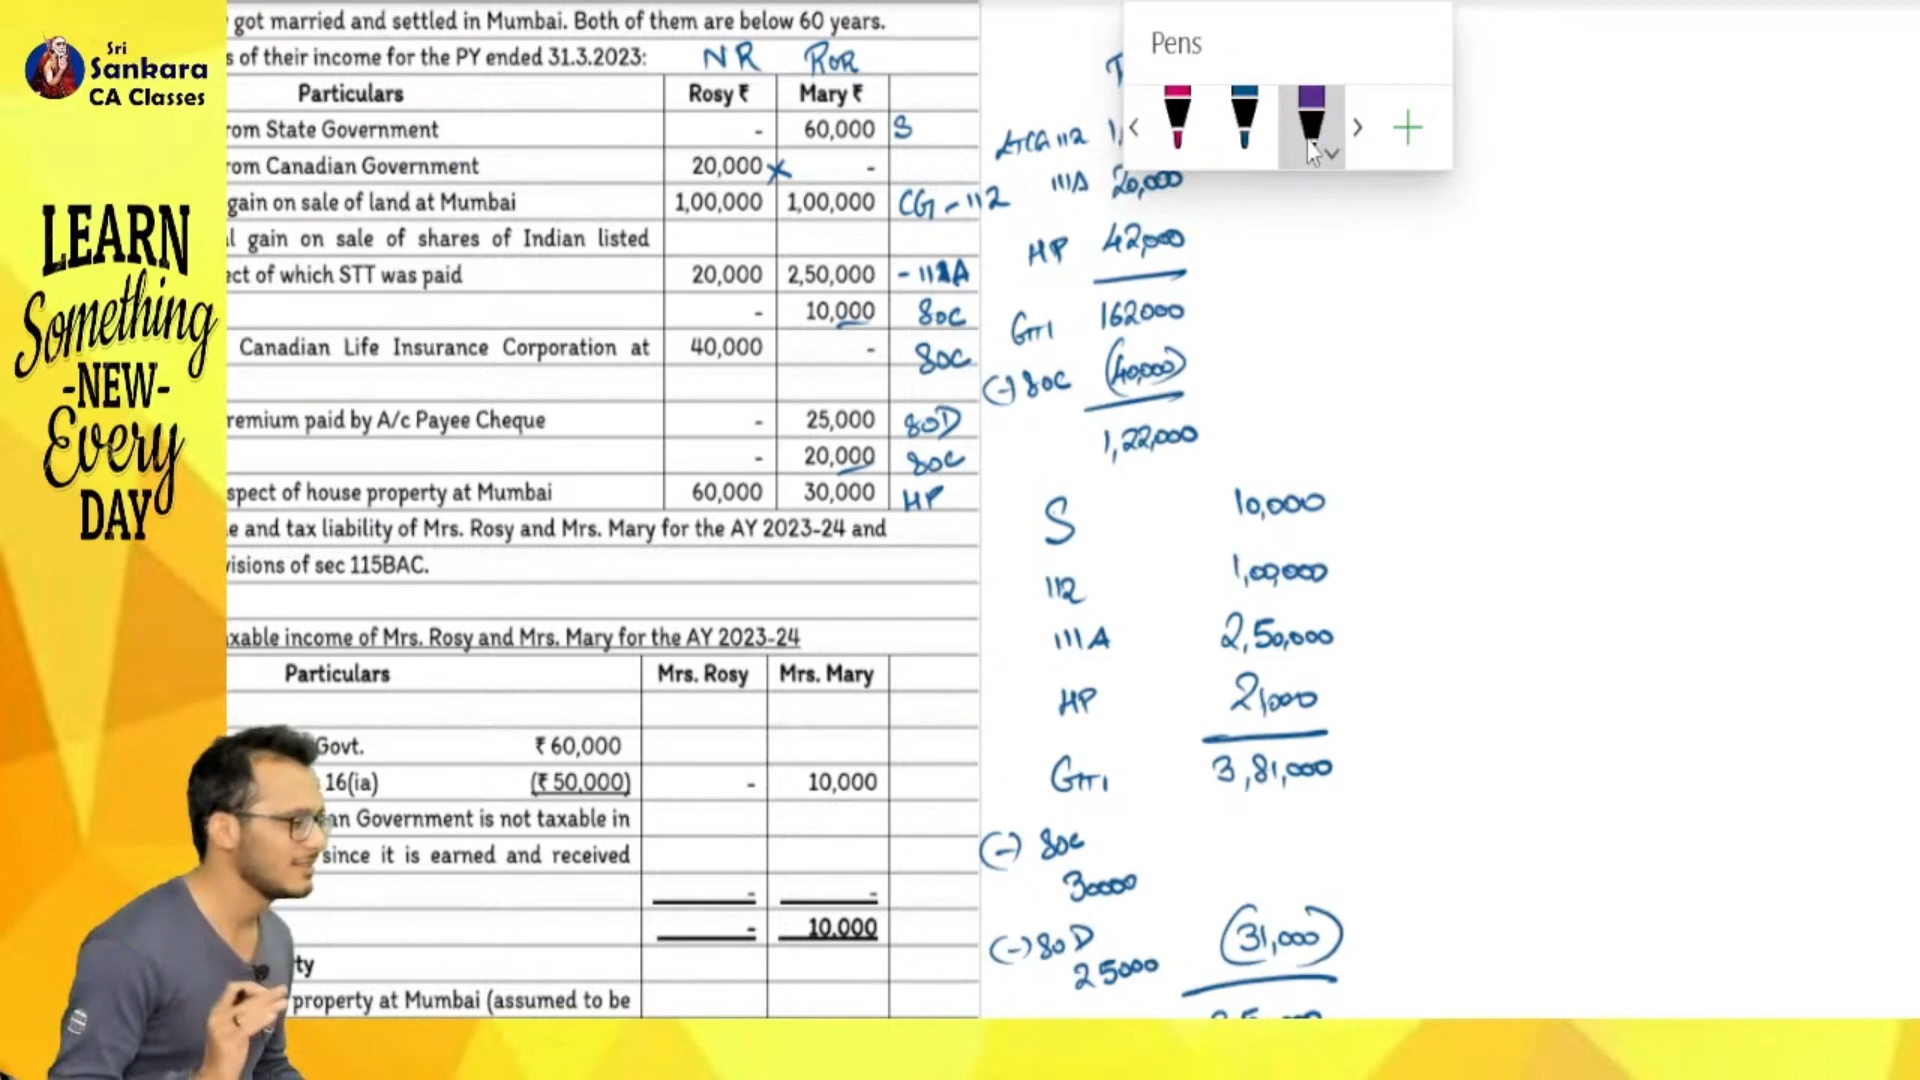 Sri
Sankara
CA Classes
LEARN
Something
-NEW-
Every
DAY
got married and settled in Mumbai. Both of them are below 60 years.
s of their income for the PY ended 31.3.2023: NR ROR
Particulars Rosy ₹ Mary ₹
rom State Government - 60,000 S
rom Canadian Government 20,000 x -
gain on sale of land at Mumbai 1,00,000 1,00,000 CG - 112
l gain on sale of shares of Indian listed
ect of which STT was paid 20,000 2,50,000 - 111A
- 10,000 80C
Canadian Life Insurance Corporation at 40,000 - 80C
remium paid by A/c Payee Cheque - 25,000 80D
- 20,000 80C
spect of house property at Mumbai 60,000 30,000 HP
e and tax liability of Mrs. Rosy and Mrs. Mary for the AY 2023-24 and
visions of sec 115BAC.
axable income of Mrs. Rosy and Mrs. Mary for the AY 2023-24
Particulars Mrs. Rosy Mrs. Mary
Govt. ₹ 60,000
16(ia) (₹ 50,000) - 10,000
an Government is not taxable in
since it is earned and received
- -
- 10,000
ty
property at Mumbai (assumed to be
Pens
LTCG 112 1,
111A 20,000
HP 42,000
GTI 162000
(-) 80C (40,000)
1,22,000
S 10,000
112 1,00,000
111A 2,50,000
HP 21,000
GTI 3,81,000
(-) 80C
30000
(-) 80D (31,000)
25000